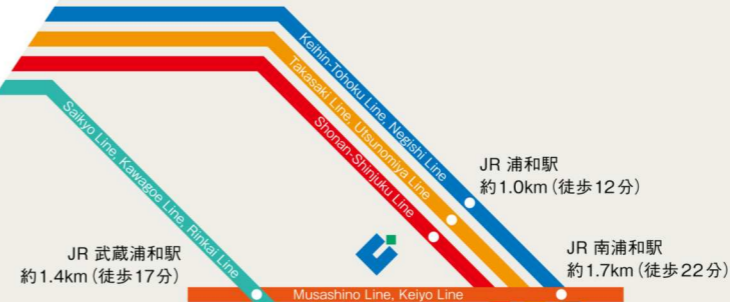 Keihin-Tohoku Line, Negishi Line
Takasaki Line, Utsunomiya Line
Shonan-Shinjuku Line
Saikyo Line, Kawagoe Line, Rinkai Line
JR 浦和駅
約1.0km（徒歩12分）
JR 武蔵浦和駅
約1.4km（徒歩17分）
JR 南浦和駅
約1.7km（徒歩22分）
Musashino Line, Keiyo Line